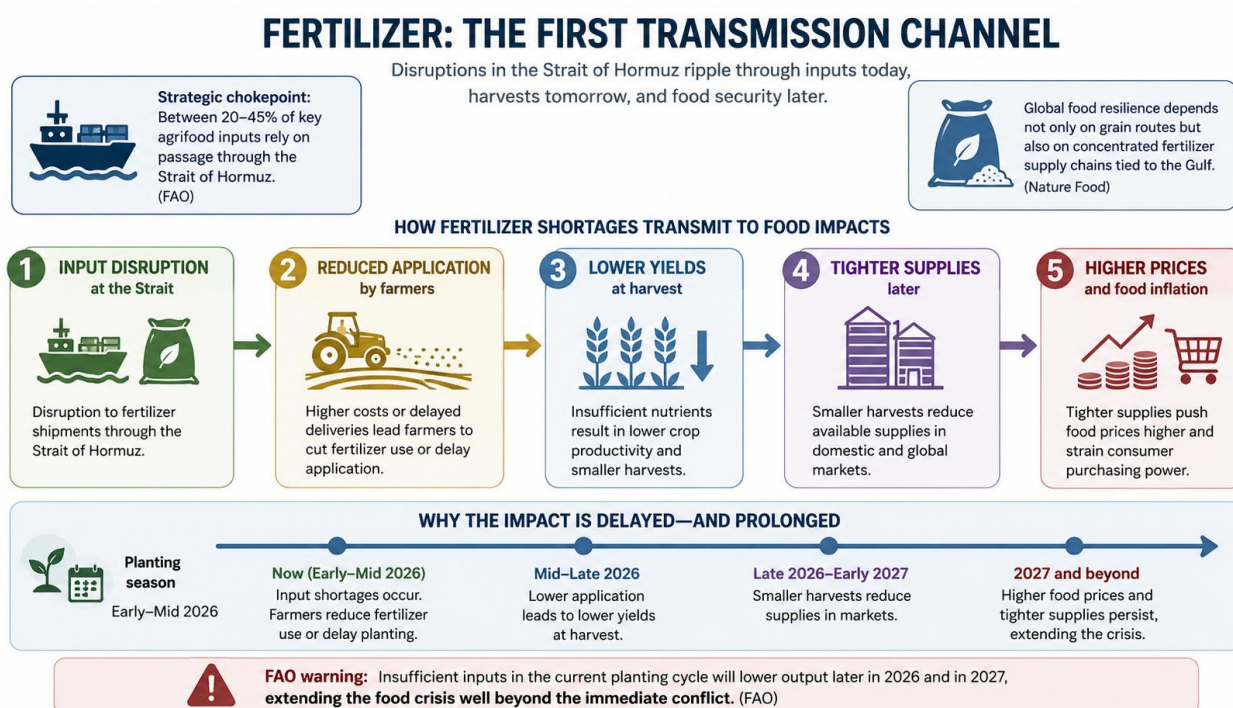 FERTILIZER: THE FIRST TRANSMISSION CHANNEL
Disruptions in the Strait of Hormuz ripple through inputs today,
harvests tomorrow, and food security later.
Strategic chokepoint:
Between 20–45% of key
agrifood inputs rely on
passage through the
Strait of Hormuz.
(FAO)
Global food resilience depends
not only on grain routes but
also on concentrated fertilizer
supply chains tied to the Gulf.
(Nature Food)
HOW FERTILIZER SHORTAGES TRANSMIT TO FOOD IMPACTS
1
INPUT DISRUPTION
at the Strait
Disruption to fertilizer
shipments through the
Strait of Hormuz.
2
REDUCED APPLICATION
by farmers
Higher costs or delayed
deliveries lead farmers to
cut fertilizer use or delay
application.
3
LOWER YIELDS
at harvest
Insufficient nutrients
result in lower crop
productivity and
smaller harvests.
4
TIGHTER SUPPLIES
later
Smaller harvests reduce
available supplies in
domestic and global
markets.
5
HIGHER PRICES
and food inflation
Tighter supplies push
food prices higher and
strain consumer
purchasing power.
WHY THE IMPACT IS DELAYED—AND PROLONGED
Planting
season
Early–Mid 2026
Now (Early–Mid 2026)
Input shortages occur.
Farmers reduce fertilizer
use or delay planting.
Mid–Late 2026
Lower application
leads to lower yields
at harvest.
Late 2026–Early 2027
Smaller harvests reduce
supplies in markets.
2027 and beyond
Higher food prices and
tighter supplies persist,
extending the crisis.
FAO warning: Insufficient inputs in the current planting cycle will lower output later in 2026 and in 2027,
extending the food crisis well beyond the immediate conflict. (FAO)